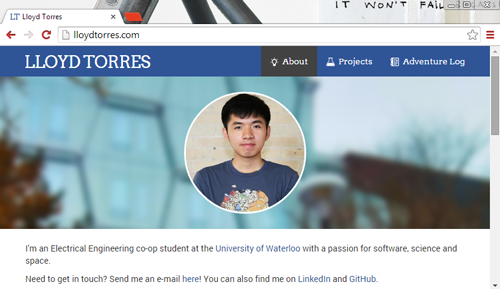 IT WON'T FAIL
LT Lloyd Torres
lloydtorres.com
LLOYD TORRES
About
Projects
Adventure Log
I'm an Electrical Engineering co-op student at the University of Waterloo with a passion for software, science and
space.
Need to get in touch? Send me an e-mail here! You can also find me on LinkedIn and GitHub.